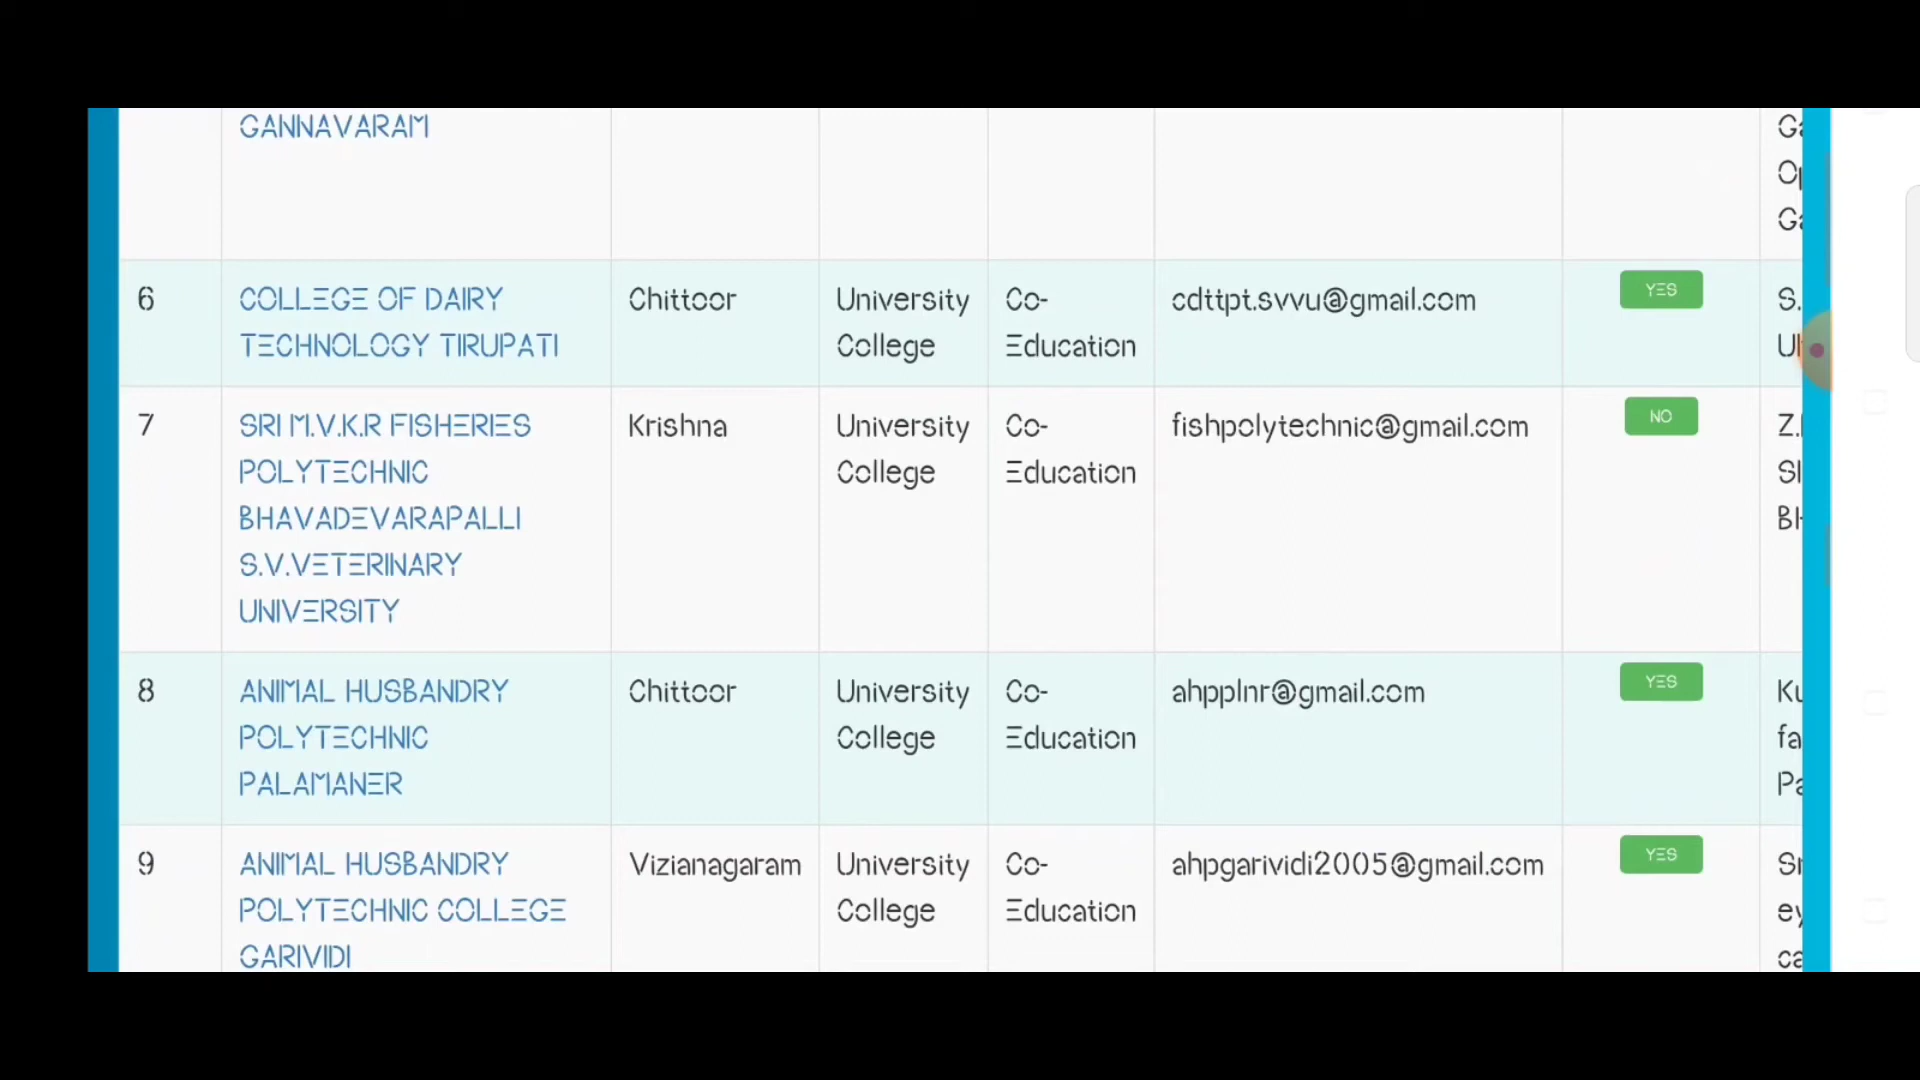 GANNAVARAM
6 COLLEGE OF DAIRY Chittoor University Co- cdttpt.svvu@gmail.com YES S.
TECHNOLOGY TIRUPATI College Education
7 SRI M.V.K.R FISHERIES Krishna University Co- fishpolytechnic@gmail.com NO
POLYTECHNIC College Education
BHAVADEVARAPALLI
S.V.VETERINARY
UNIVERSITY
8 ANIMAL HUSBANDRY Chittoor University Co- ahpplnr@gmail.com YES
POLYTECHNIC College Education
PALAMANER
9 ANIMAL HUSBANDRY Vizianagaram University Co- ahpgarividi2005@gmail.com YES
POLYTECHNIC COLLEGE College Education
GARIVIDI